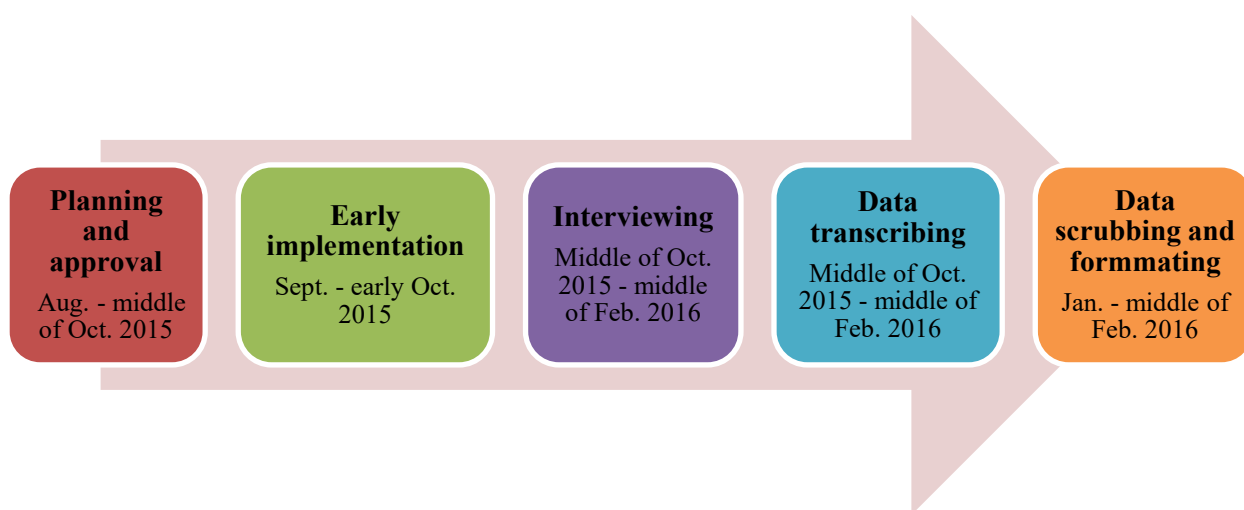 Planning
and
approval
Aug. - middle
of Oct. 2015
Early
implementation
Sept. - early Oct.
2015
Interviewing
Middle of Oct.
2015 - middle
of Feb. 2016
Data
transcribing
Middle of Oct.
2015 - middle of
Feb. 2016
Data
scrubbing and
formmating
Jan. - middle of
Feb. 2016